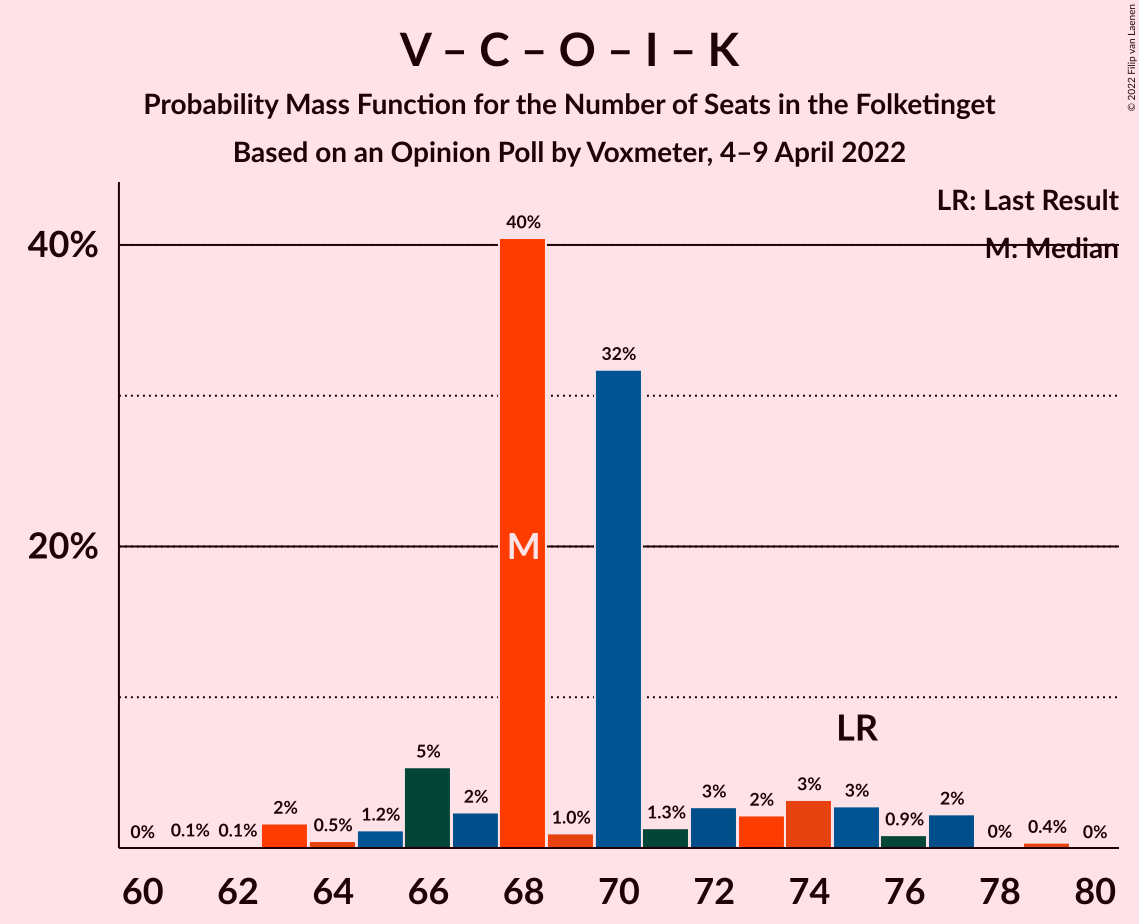 V – C – O – I – K
Probability Mass Function for the Number of Seats in the Folketinget
Based on an Opinion Poll by Voxmeter, 4–9 April 2022
© 2022 Filip van Laenen
LR: Last Result
M: Median
40%
20%
0%
0.1%
0.1%
2%
0.5%
1.2%
5%
2%
40%
M
1.0%
32%
1.3%
3%
2%
3%
LR
3%
0.9%
2%
0%
0.4%
0%
60 62 64 66 68 70 72 74 76 78 80